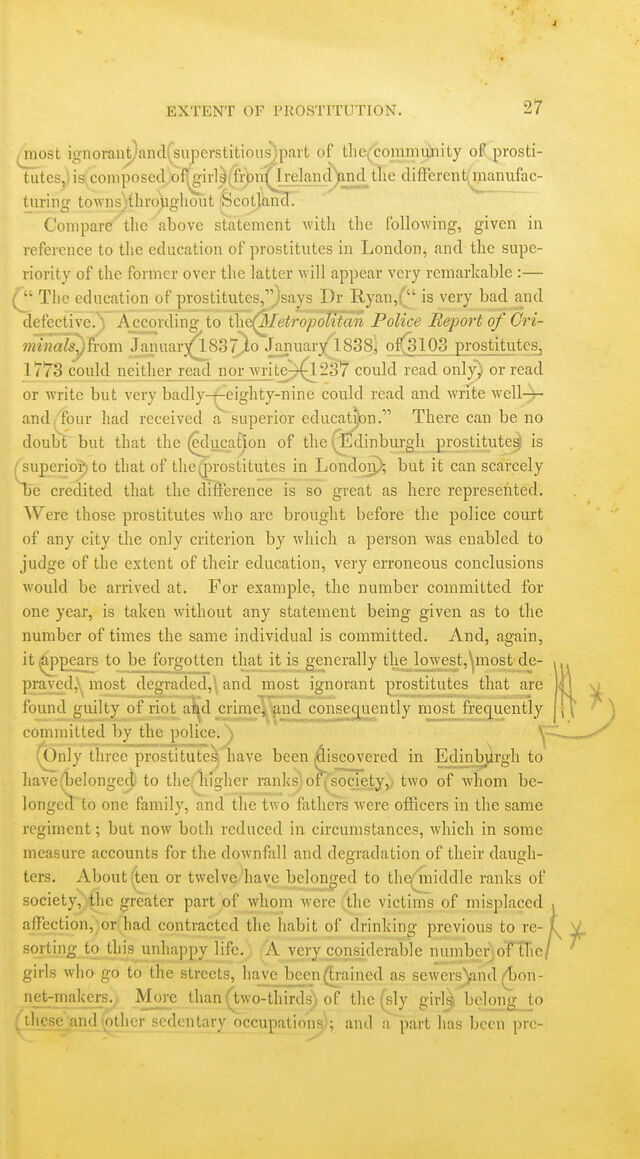 EXTENT OF PROSTITUTION. 27
most ignorant and superstitious part of the community of prosti-
tutes, is composed of girls from Ireland and the different manufac-
turing towns throughout Scotland.
Compare the above statement with the following, given in
reference to the education of prostitutes in London, and the supe-
riority of the former over the latter will appear very remarkable :—
“ The education of prostitutes,” says Dr Ryan, “ is very bad and
defective. According to the Metropolitan Police Report of Cri-
minals, from January 1837 to January 1838, of 3103 prostitutes,
1773 could neither read nor write—1237 could read only, or read
or write but very badly—eighty-nine could read and write well—
and four had received a superior education.” There can be no
doubt but that the education of the Edinburgh prostitutes is
superior to that of the prostitutes in London; but it can scarcely
be credited that the difference is so great as here represented.
Were those prostitutes who are brought before the police court
of any city the only criterion by which a person was enabled to
judge of the extent of their education, very erroneous conclusions
would be arrived at. For example, the number committed for
one year, is taken without any statement being given as to the
number of times the same individual is committed. And, again,
it appears to be forgotten that it is generally the lowest, most de-
praved, most degraded, and most ignorant prostitutes that are
found guilty of riot and crime, and consequently most frequently
committed by the police.
Only three prostitutes have been discovered in Edinburgh to
have belonged to the higher ranks of society, two of whom be-
longed to one family, and the two fathers were officers in the same
regiment; but now both reduced in circumstances, which in some
measure accounts for the downfall and degradation of their daugh-
ters. About ten or twelve have belonged to the middle ranks of
society, the greater part of whom were the victims of misplaced
affection, or had contracted the habit of drinking previous to re-
sorting to this unhappy life. A very considerable number of the
girls who go to the streets, have been trained as sewers and bon-
net-makers. More than two-thirds of the sly girls belong to
these and other sedentary occupations; and a part has been pre-